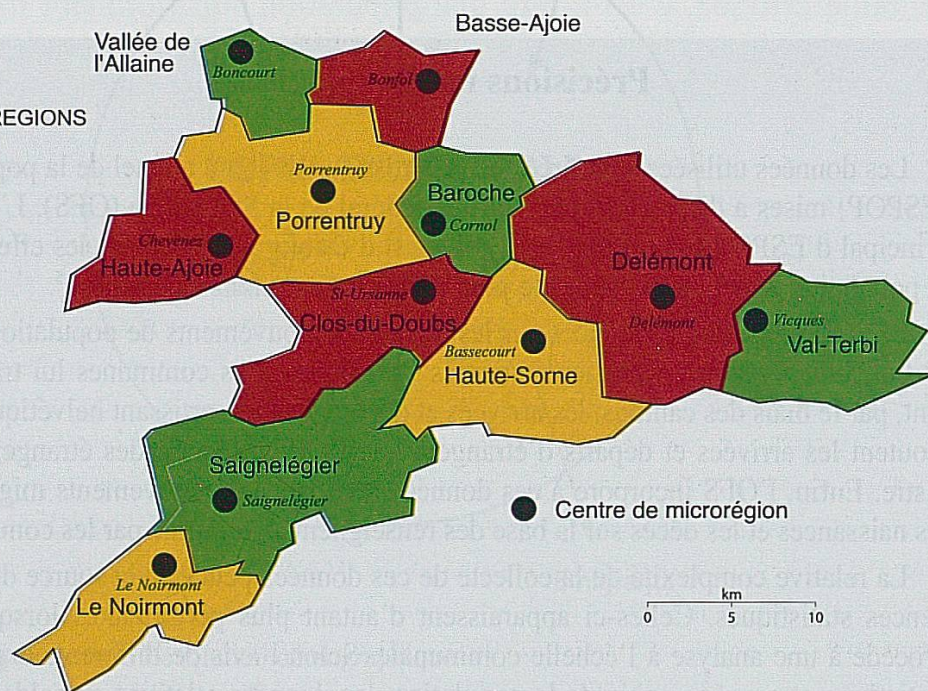 Basse-Ajoie
Vallée de
l'Allaine
Boncourt
Bonfol
REGIONS
Porrentruy
Porrentruy
Baroche
Cornol
Chevenez
Haute-Ajoie
Delémont
Delémont
St-Ursanne
Clos-du-Doubs
Vicques
Val-Terbi
Bassecourt
Haute-Sorne
Saignelégier
Saignelégier
Centre de microrégion
Le Noirmont
Le Noirmont
km
0 5 10